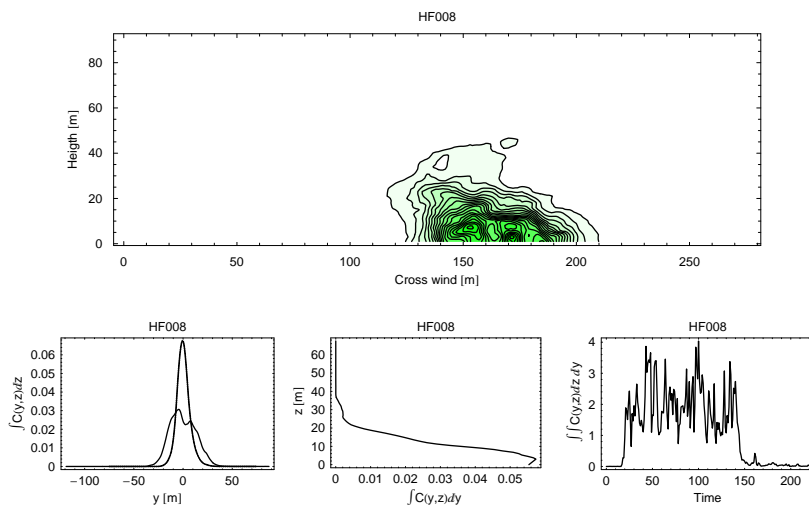 HF008
80
60
40
20
0
Heigth [m]
0 50 100 150 200 250
Cross wind [m]
HF008
0.06
0.05
0.04
0.03
0.02
0.01
0
∫C(y,z)dz
-100 -50 0 50
y [m]
HF008
60
50
40
30
20
10
0
z [m]
0 0.01 0.02 0.03 0.04 0.05
∫C(y,z)dy
HF008
4
3
2
1
0
∫∫C(y,z)dz dy
0 50 100 150 200
Time